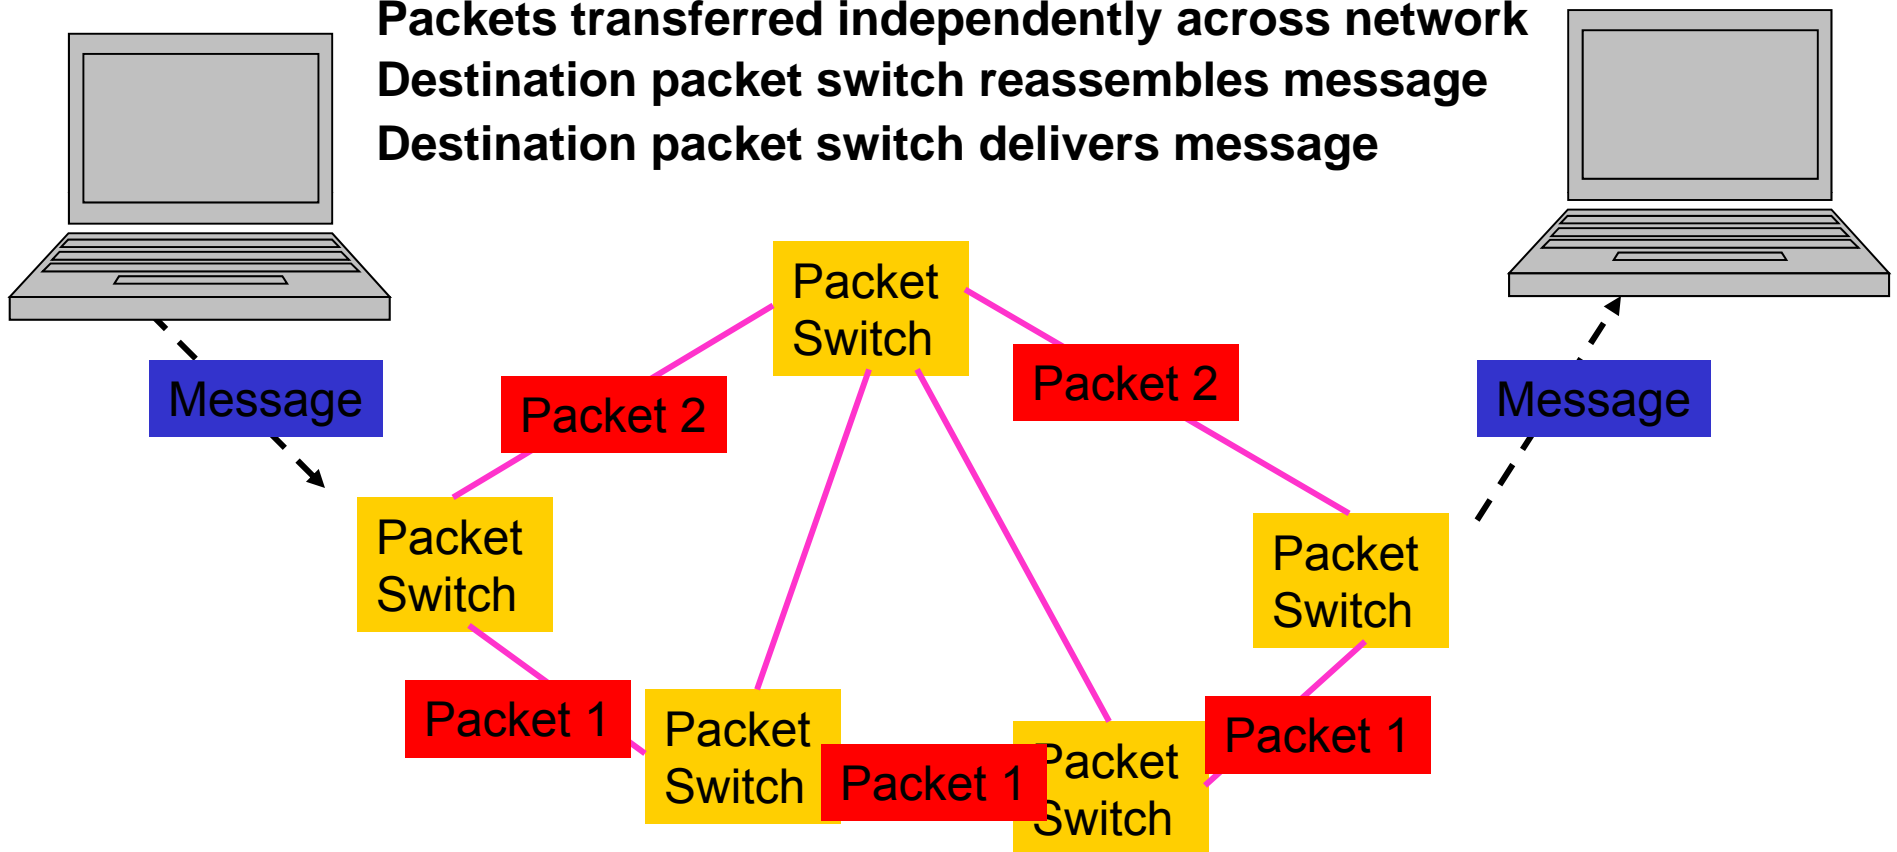 Packets transferred independently across network
Destination packet switch reassembles message
Destination packet switch delivers message
Packet
Switch
Message
Packet 2
Packet 2
Message
Packet
Switch
Packet
Switch
Packet 1
Packet
Switch
Packet 1
Packet
Switch
Packet 1